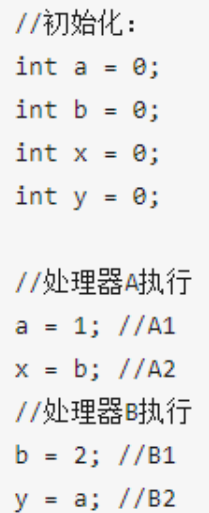 //初始化:
int a = 0;
int b = 0;
int x = 0;
int y = 0;
//处理器A执行
a = 1; //A1
x = b; //A2
//处理器B执行
b = 2; //B1
y = a; //B2